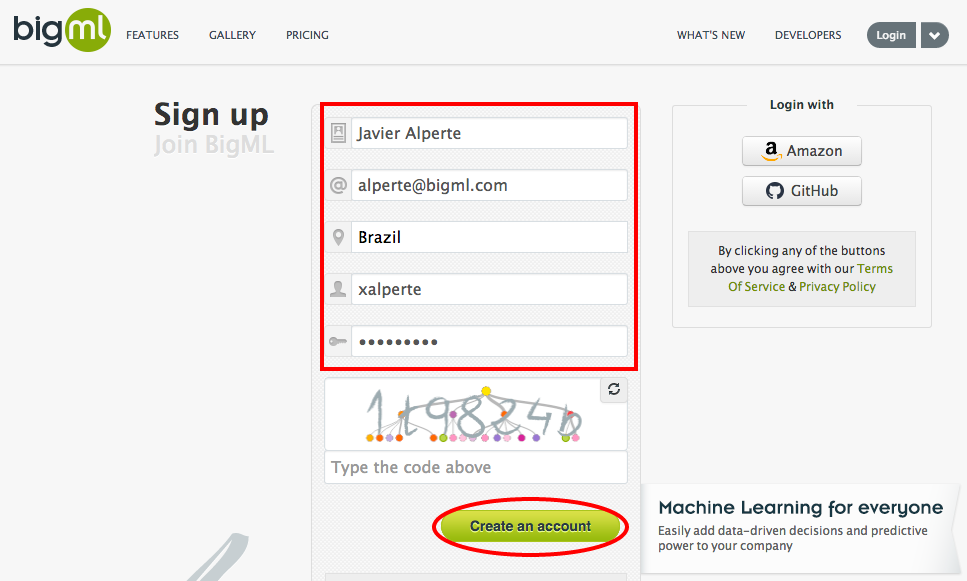 bigml
FEATURES
GALLERY
PRICING
WHAT'S NEW
DEVELOPERS
Login
Sign up
Join BigML
Javier Alperte
@
alperte@bigml.com
Brazil
xalperte
•••••••••
Type the code above
Create an account
Login with
Amazon
GitHub
By clicking any of the buttons
above you agree with our Terms
Of Service & Privacy Policy
Machine Learning for everyone
Easily add data-driven decisions and predictive
power to your company